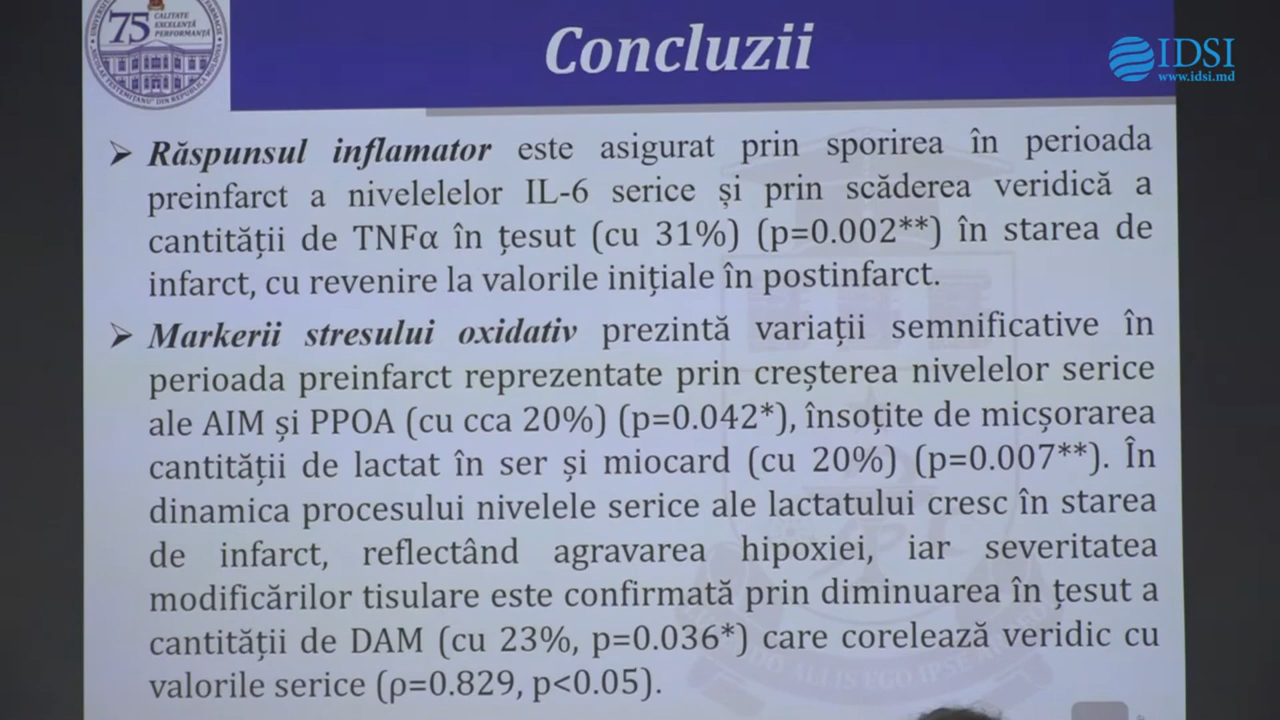 75
CALITATE
EXCELENȚĂ
PERFORMANȚĂ
Concluzii
IDSI
www.idsi.md
➢ Răspunsul inflamator este asigurat prin sporirea în perioada
preinfarct a nivelelelor IL-6 serice și prin scăderea veridică a
cantității de TNFα în țesut (cu 31%) (p=0.002**) în starea de
infarct, cu revenire la valorile inițiale în postinfarct.
➢ Markerii stresului oxidativ prezintă variații semnificative în
perioada preinfarct reprezentate prin creșterea nivelelor serice
ale AIM și PPOA (cu cca 20%) (p=0.042*), însoțite de micșorarea
cantității de lactat în ser și miocard (cu 20%) (p=0.007**). În
dinamica procesului nivelele serice ale lactatului cresc în starea
de infarct, reflectând agravarea hipoxiei, iar severitatea
modificărilor tisulare este confirmată prin diminuarea în țesut a
cantității de DAM (cu 23%, p=0.036*) care corelează veridic cu
valorile serice (ρ=0.829, p<0.05).